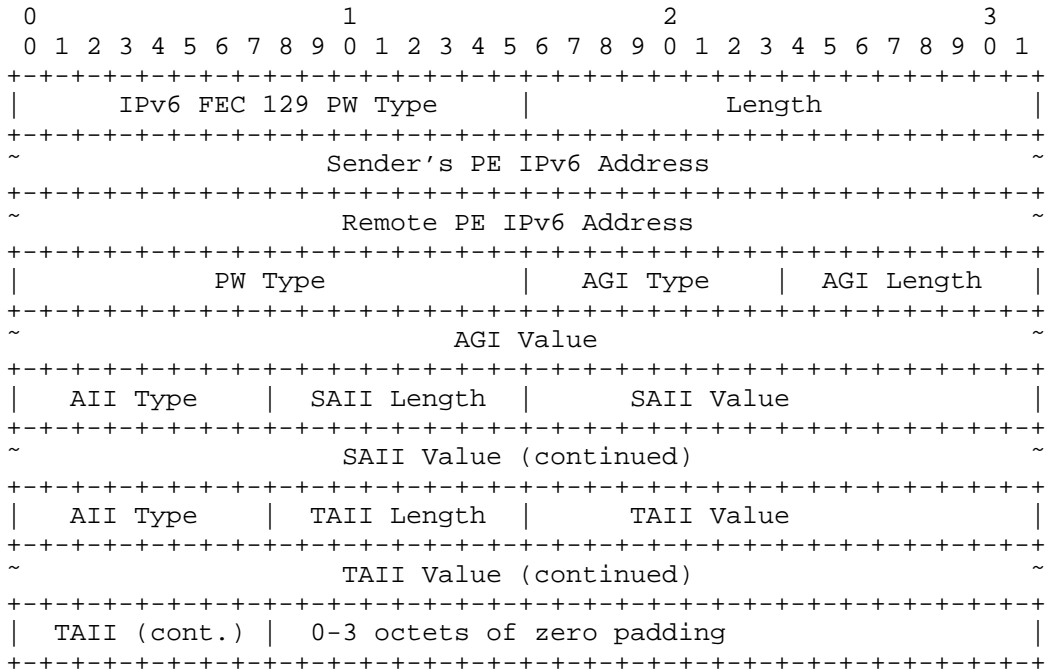 0                   1                   2                   3
 0 1 2 3 4 5 6 7 8 9 0 1 2 3 4 5 6 7 8 9 0 1 2 3 4 5 6 7 8 9 0 1
+-+-+-+-+-+-+-+-+-+-+-+-+-+-+-+-+-+-+-+-+-+-+-+-+-+-+-+-+-+-+-+-+
|      IPv6 FEC 129 PW Type     |            Length             |
+-+-+-+-+-+-+-+-+-+-+-+-+-+-+-+-+-+-+-+-+-+-+-+-+-+-+-+-+-+-+-+-+
~                   Sender's PE IPv6 Address                    ~
+-+-+-+-+-+-+-+-+-+-+-+-+-+-+-+-+-+-+-+-+-+-+-+-+-+-+-+-+-+-+-+-+
~                    Remote PE IPv6 Address                     ~
+-+-+-+-+-+-+-+-+-+-+-+-+-+-+-+-+-+-+-+-+-+-+-+-+-+-+-+-+-+-+-+-+
|            PW Type            |   AGI Type    |  AGI Length   |
+-+-+-+-+-+-+-+-+-+-+-+-+-+-+-+-+-+-+-+-+-+-+-+-+-+-+-+-+-+-+-+-+
~                           AGI Value                           ~
+-+-+-+-+-+-+-+-+-+-+-+-+-+-+-+-+-+-+-+-+-+-+-+-+-+-+-+-+-+-+-+-+
|   AII Type    |  SAII Length  |      SAII Value               |
+-+-+-+-+-+-+-+-+-+-+-+-+-+-+-+-+-+-+-+-+-+-+-+-+-+-+-+-+-+-+-+-+
~                    SAII Value (continued)                     ~
+-+-+-+-+-+-+-+-+-+-+-+-+-+-+-+-+-+-+-+-+-+-+-+-+-+-+-+-+-+-+-+-+
|   AII Type    |  TAII Length  |      TAII Value               |
+-+-+-+-+-+-+-+-+-+-+-+-+-+-+-+-+-+-+-+-+-+-+-+-+-+-+-+-+-+-+-+-+
~                    TAII Value (continued)                     ~
+-+-+-+-+-+-+-+-+-+-+-+-+-+-+-+-+-+-+-+-+-+-+-+-+-+-+-+-+-+-+-+-+
|  TAII (cont.) |  0-3 octets of zero padding                   |
+-+-+-+-+-+-+-+-+-+-+-+-+-+-+-+-+-+-+-+-+-+-+-+-+-+-+-+-+-+-+-+-+